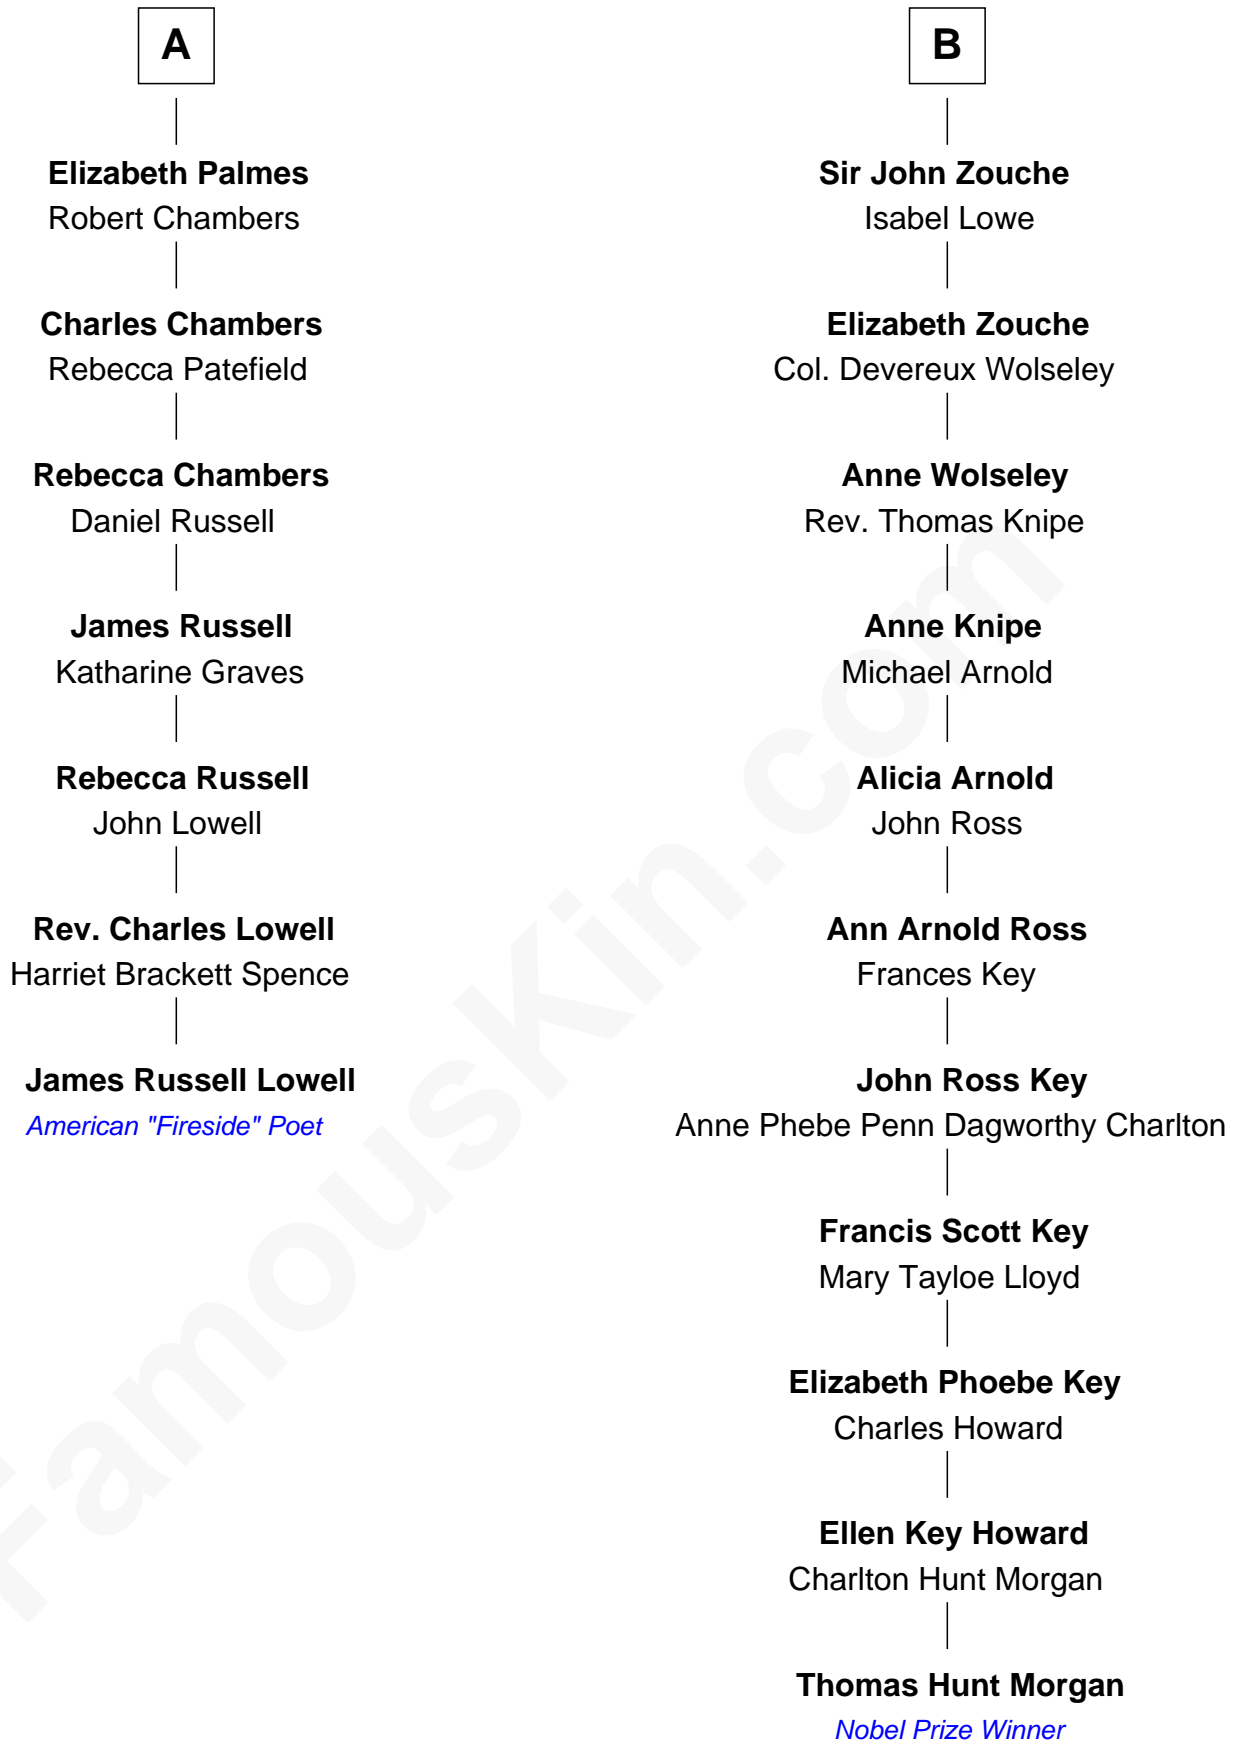 A
Elizabeth Palmes
Robert Chambers
Charles Chambers
Rebecca Patefield
Rebecca Chambers
Daniel Russell
James Russell
Katharine Graves
Rebecca Russell
John Lowell
Rev. Charles Lowell
Harriet Brackett Spence
James Russell Lowell
American "Fireside" Poet
B
Sir John Zouche
Isabel Lowe
Elizabeth Zouche
Col. Devereux Wolseley
Anne Wolseley
Rev. Thomas Knipe
Anne Knipe
Michael Arnold
Alicia Arnold
John Ross
Ann Arnold Ross
Frances Key
John Ross Key
Anne Phebe Penn Dagworthy Charlton
Francis Scott Key
Mary Tayloe Lloyd
Elizabeth Phoebe Key
Charles Howard
Ellen Key Howard
Charlton Hunt Morgan
Thomas Hunt Morgan
Nobel Prize Winner
FamousKin.com